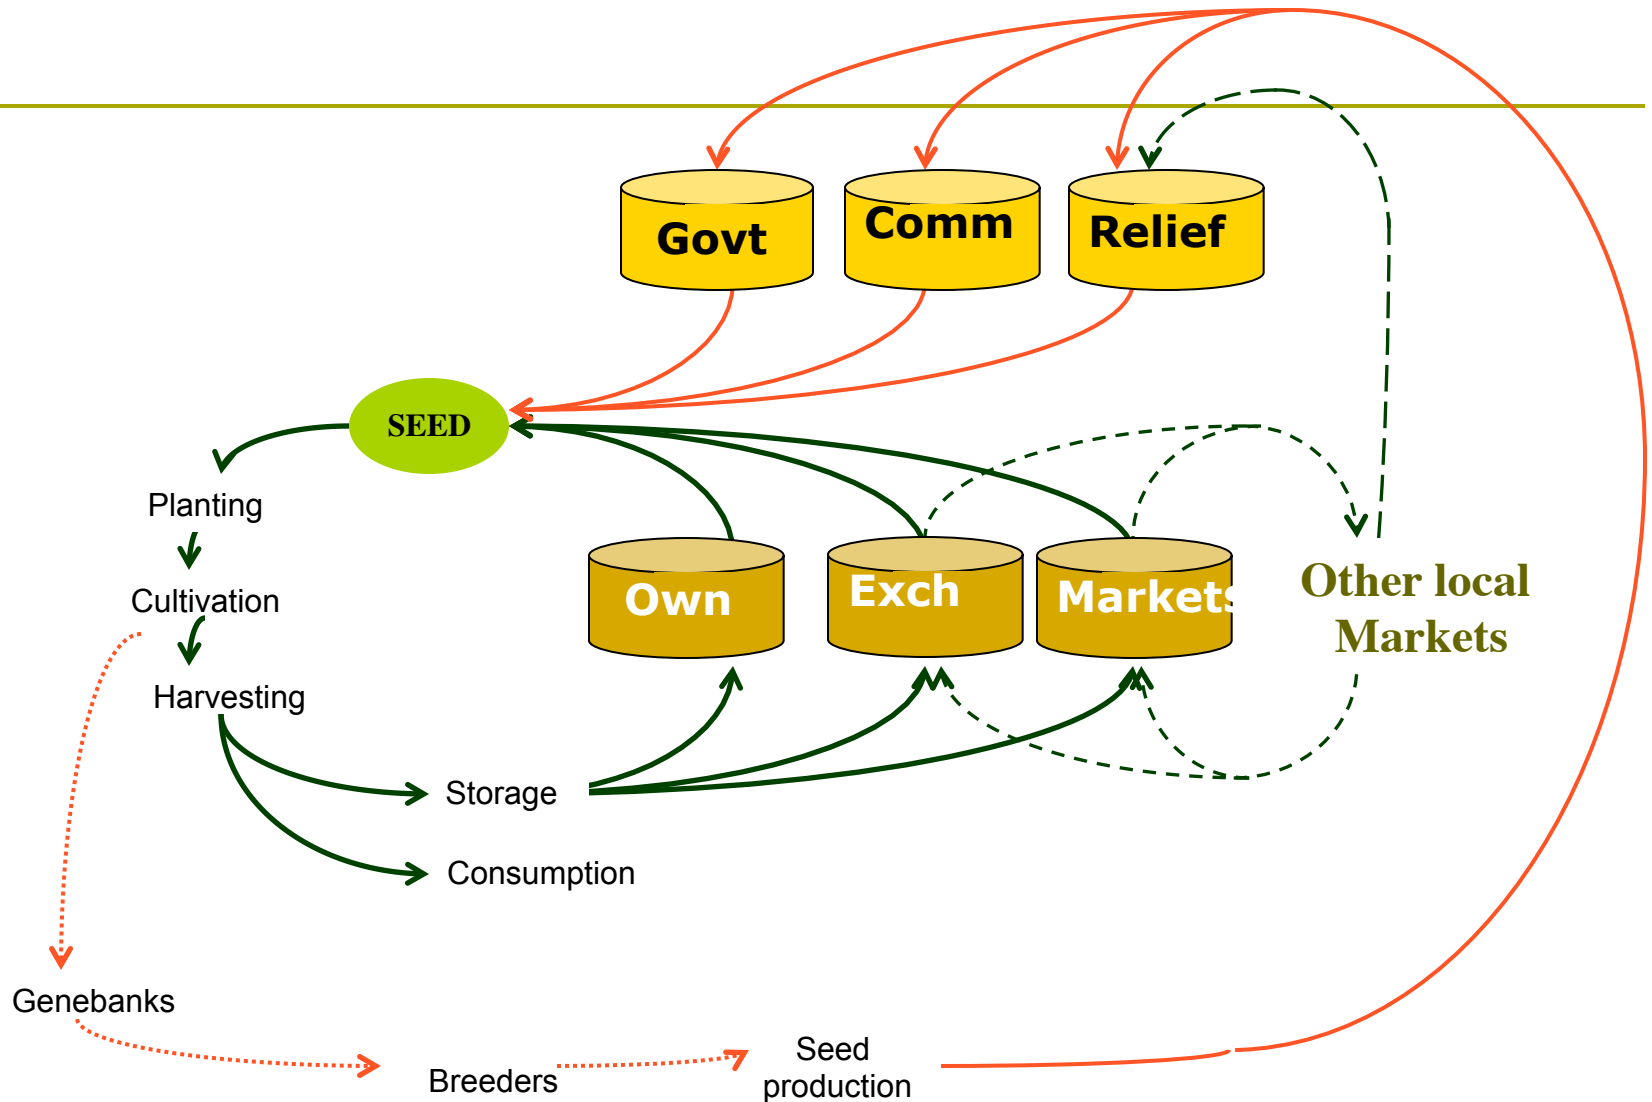 Govt
Comm
Relief
SEED
Planting
Cultivation
Own
Exch
Markets
Other local
Markets
Harvesting
Storage
Consumption
Genebanks
Breeders
Seed
production